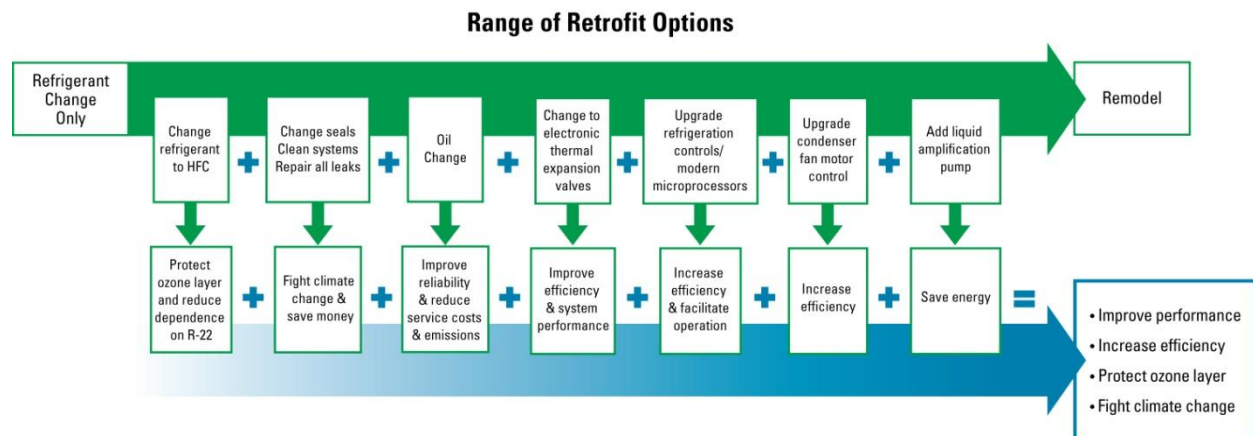 Range of Retrofit Options
Refrigerant
Change
Only
Remodel
Change
refrigerant
to HFC
+
Change seals
Clean systems
Repair all leaks
+
Oil
Change
+
Change to
electronic
thermal
expansion
valves
+
Upgrade
refrigeration
controls/
modern
microprocessors
+
Upgrade
condenser
fan motor
control
+
Add liquid
amplification
pump
Protect
ozone layer
and reduce
dependence
on R-22
+
Fight climate
change &
save money
+
Improve
reliability
& reduce
service costs
& emissions
+
Improve
efficiency
& system
performance
+
Increase
efficiency
& facilitate
operation
+
Increase
efficiency
+
Save energy
=
• Improve performance
• Increase efficiency
• Protect ozone layer
• Fight climate change